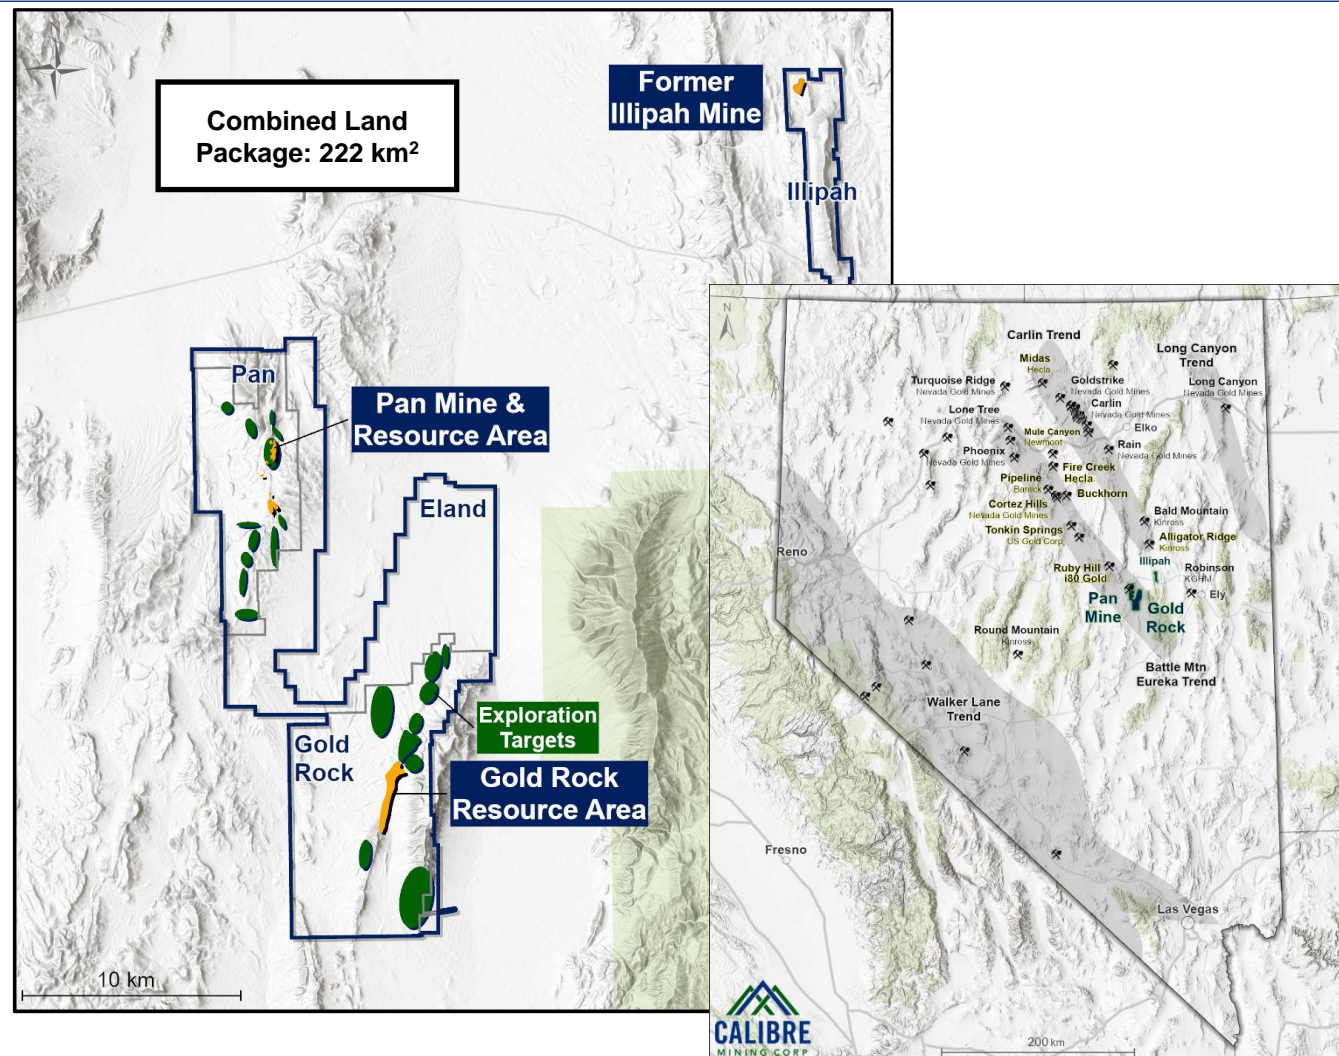 Combined Land
Package: 222 km²
Former
Illipah Mine
Illipah
Pan
Pan Mine &
Resource Area
Eland
Exploration
Targets
Gold
Rock
Gold Rock
Resource Area
10 km
N
Carlin Trend
Midas
Hecla
Long Canyon
Trend
Turquoise Ridge
Nevada Gold Mines
Goldstrike
Nevada Gold Mines
Long Canyon
Nevada Gold Mines
Lone Tree
Nevada Gold Mines
Carlin
Nevada Gold Mines
Elko
Mule Canyon
Newmont
Rain
Nevada Gold Mines
Phoenix
Nevada Gold Mines
Fire Creek
Hecla
Pipeline
Barrick
Buckhorn
Cortez Hills
Nevada Gold Mines
Bald Mountain
Kinross
Tonkin Springs
US Gold Corp
Alligator Ridge
Kinross
Reno
Illipah
Ruby Hill
i80 Gold
Robinson
KGHM
Ely
Pan
Mine
Gold
Rock
Round Mountain
Kinross
Battle Mtn
Eureka Trend
Walker Lane
Trend
Fresno
Las Vegas
CALIBRE
MINING CORP
200 km